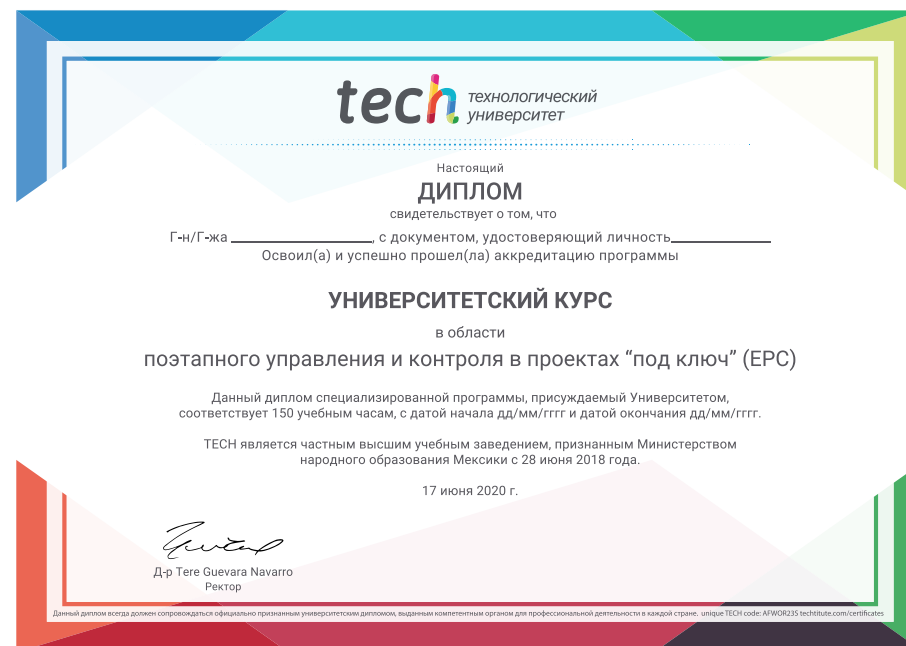 tech технологический
университет
Настоящий
ДИПЛОМ
свидетельствует о том, что
Г-н/Г-жа ____________________, с документом, удостоверяющий личность______________
Освоил(а) и успешно прошел(ла) аккредитацию программы
УНИВЕРСИТЕТСКИЙ КУРС
в области
поэтапного управления и контроля в проектах “под ключ” (EPC)
Данный диплом специализированной программы, присуждаемый Университетом,
соответствует 150 учебным часам, с датой начала дд/мм/гггг и датой окончания дд/мм/гггг.
TECH является частным высшим учебным заведением, признанным Министерством
народного образования Мексики с 28 июня 2018 года.
17 июня 2020 г.
Д-р Tere Guevara Navarro
Ректор
Данный диплом всегда должен сопровождаться официально признанным университетским дипломом, выданным компетентным органом для профессиональной деятельности в каждой стране. unique TECH code: AFWOR23S techtitute.com/certificates